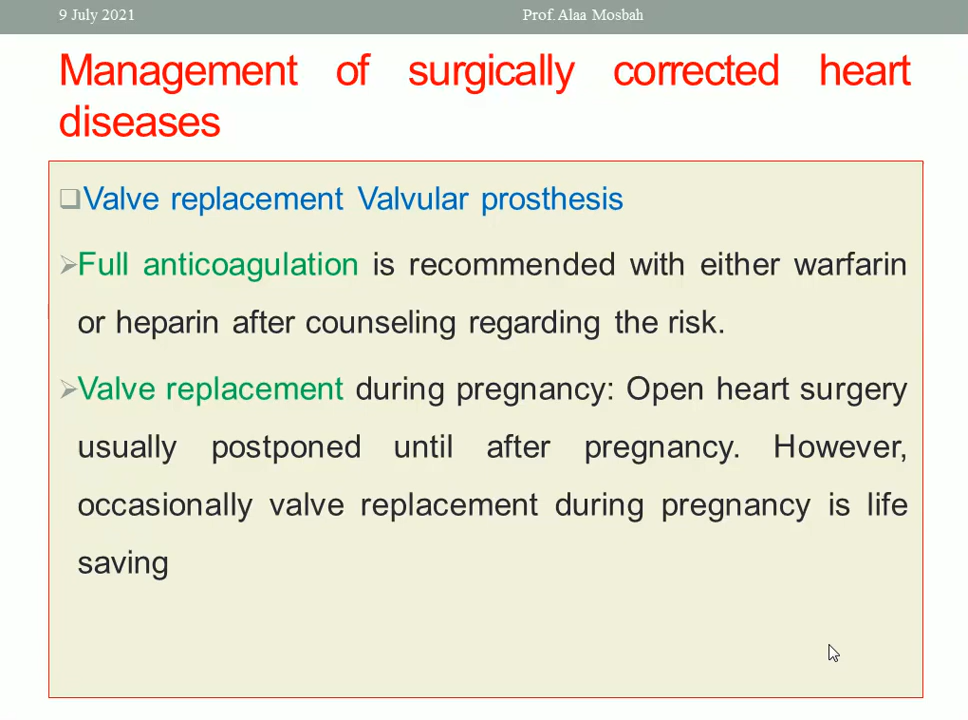 9 July 2021
Prof. Alaa Mosbah
Management of surgically corrected heart
diseases
Valve replacement Valvular prosthesis
Full anticoagulation is recommended with either warfarin
or heparin after counseling regarding the risk.
Valve replacement during pregnancy: Open heart surgery
usually postponed until after pregnancy. However,
occasionally valve replacement during pregnancy is life
saving